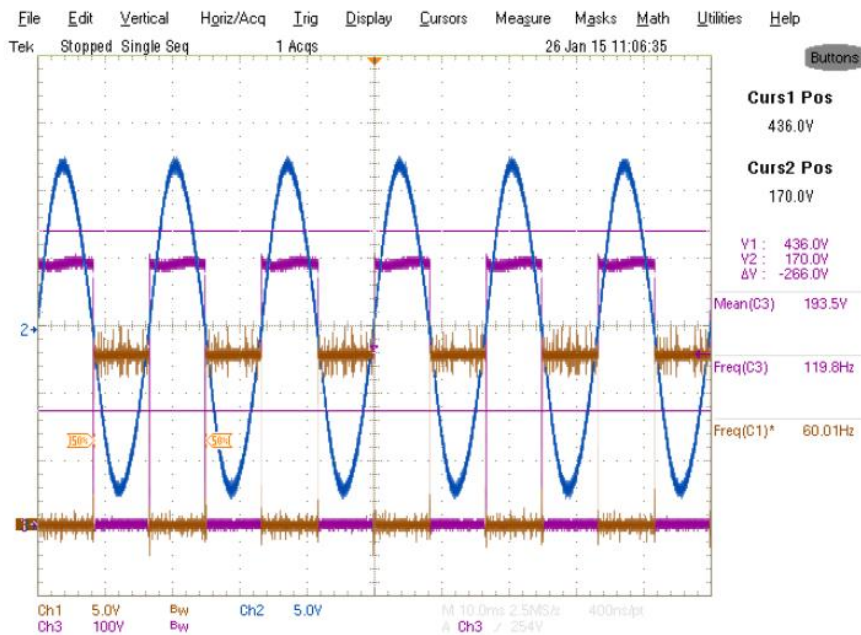 File Edit Vertical Horiz/Acq Trig Display Cursors Measure Masks Math Utilities Help
Tek Stopped Single Seq 1 Acqs 26 Jan 15 11:06:35
Buttons
Curs1 Pos
436.0V
Curs2 Pos
170.0V
V1 : 436.0V
V2 : 170.0V
ΔV : -266.0V
Mean(C3) 193.5V
2
Freq(C3) 119.8Hz
Freq(C1)* 60.01Hz
50% 50%
Ch1 5.0V Bw Ch2 5.0V M 10.0ms 2.5MS/s 400ns/pt
Ch3 100V Bw A Ch3 / 254V